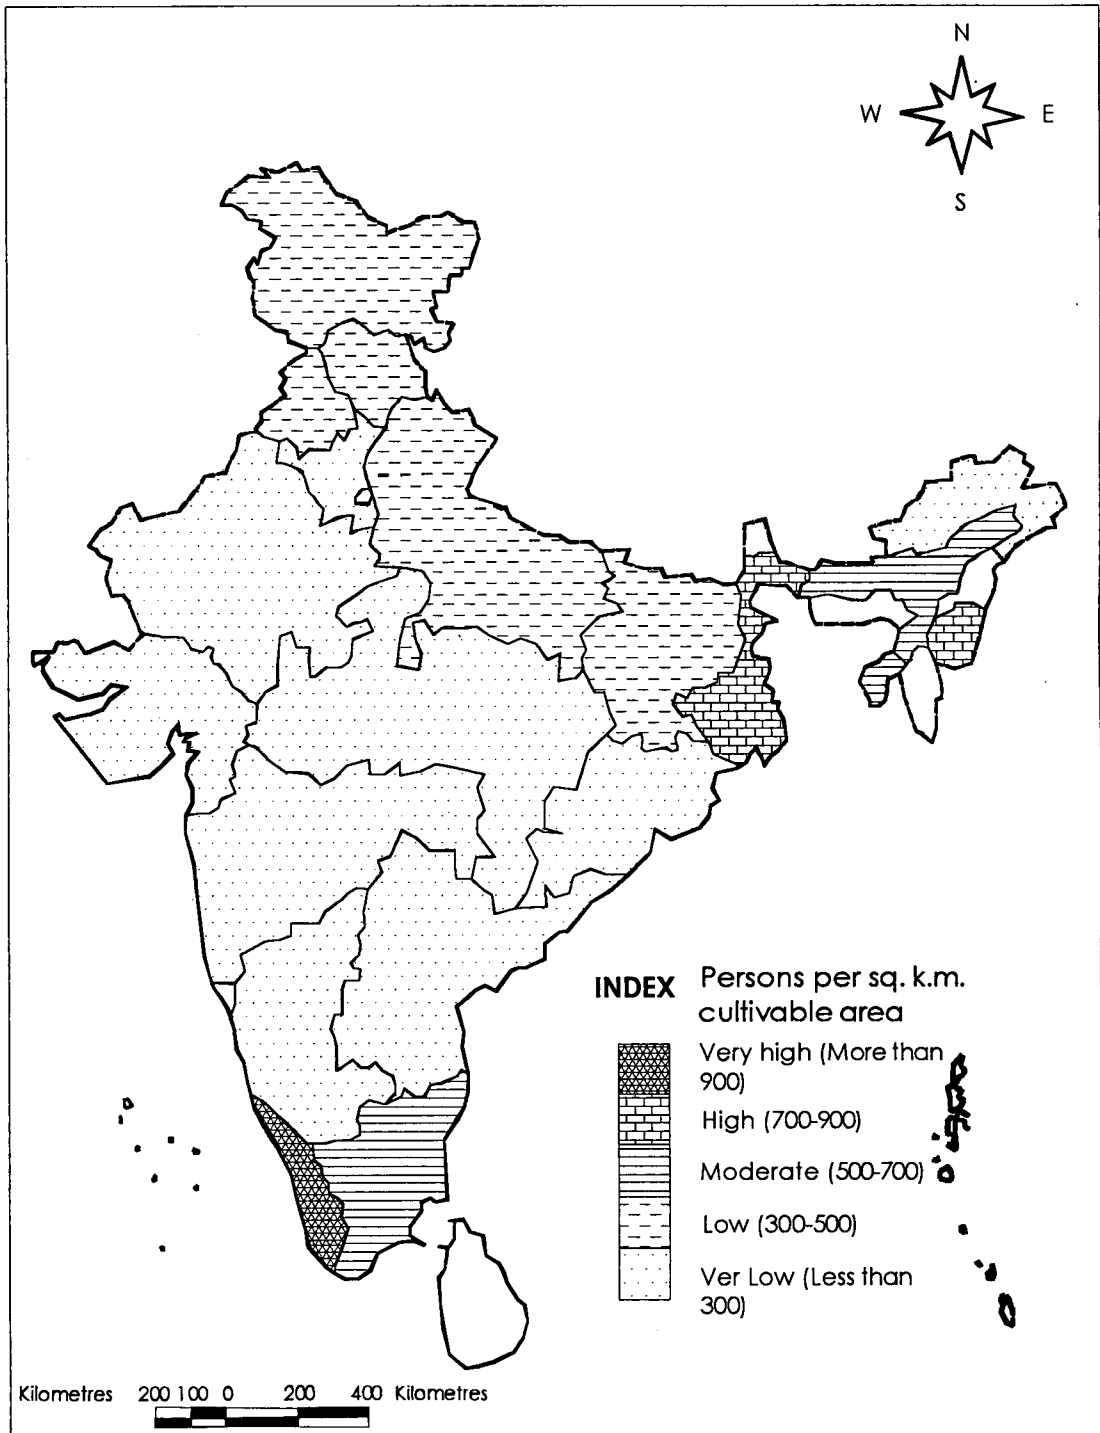 N
W E
S
INDEX Persons per sq. k.m.
cultivable area
Very high (More than
900)
High (700-900)
Moderate (500-700)
Low (300-500)
Ver Low (Less than
300)
Kilometres 200 100 0 200 400 Kilometres